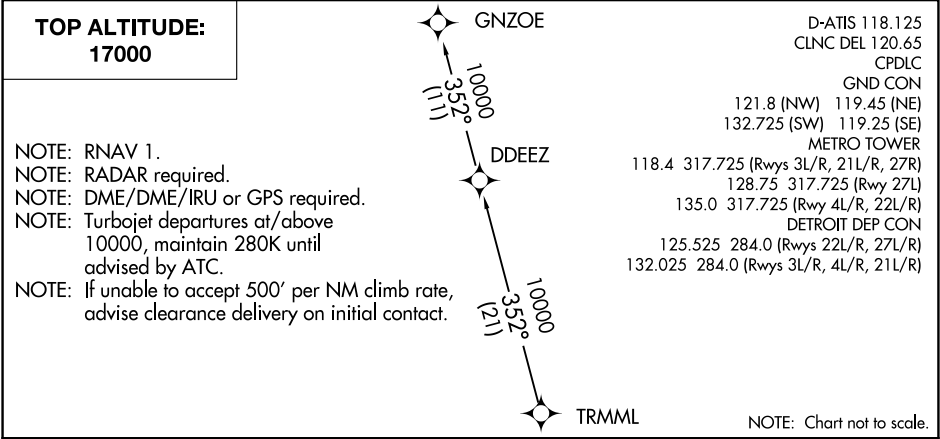 TOP ALTITUDE:
17000
NOTE: RNAV 1.
NOTE: RADAR required.
NOTE: DME/DME/IRU or GPS required.
NOTE: Turbojet departures at/above
10000, maintain 280K until
advised by ATC.
NOTE: If unable to accept 500' per NM climb rate,
advise clearance delivery on initial contact.
GNZOE
10000
352°
(11)
DDEEZ
10000
352°
(21)
TRMML
D-ATIS 118.125
CLNC DEL 120.65
CPDLC
GND CON
121.8 (NW) 119.45 (NE)
132.725 (SW) 119.25 (SE)
METRO TOWER
118.4 317.725 (Rwys 3L/R, 21L/R, 27R)
128.75 317.725 (Rwy 27L)
135.0 317.725 (Rwy 4L/R, 22L/R)
DETROIT DEP CON
125.525 284.0 (Rwys 22L/R, 27L/R)
132.025 284.0 (Rwys 3L/R, 4L/R, 21L/R)
NOTE: Chart not to scale.